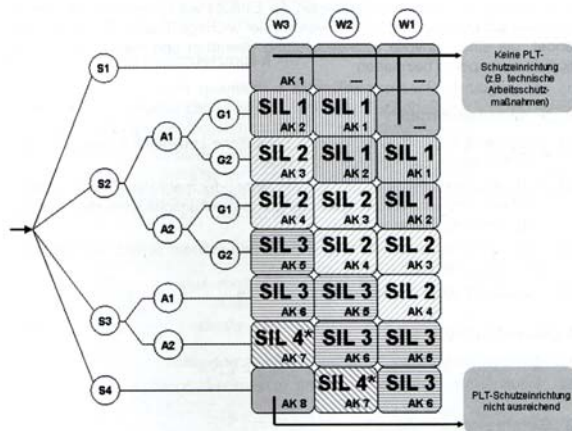 W3 W2 W1
S1
AK 1 --- ---
Keine PLT-
Schutzeinrichtung
(z.B. technische
Arbeitsschutz-
maßnahmen)
S2 A1 G1
SIL 1 SIL 1
AK 2 AK 1 ---
G2
SIL 2 SIL 1 SIL 1
AK 3 AK 2 AK 1
A2 G1
SIL 2 SIL 2 SIL 1
AK 4 AK 3 AK 2
G2
SIL 3 SIL 2 SIL 2
AK 5 AK 4 AK 3
S3 A1
SIL 3 SIL 3 SIL 2
AK 6 AK 5 AK 4
A2
SIL 4* SIL 3 SIL 3
AK 7 AK 6 AK 5
S4
SIL 4* SIL 3
AK 8 AK 7 AK 6
PLT-Schutzeinrichtung
nicht ausreichend